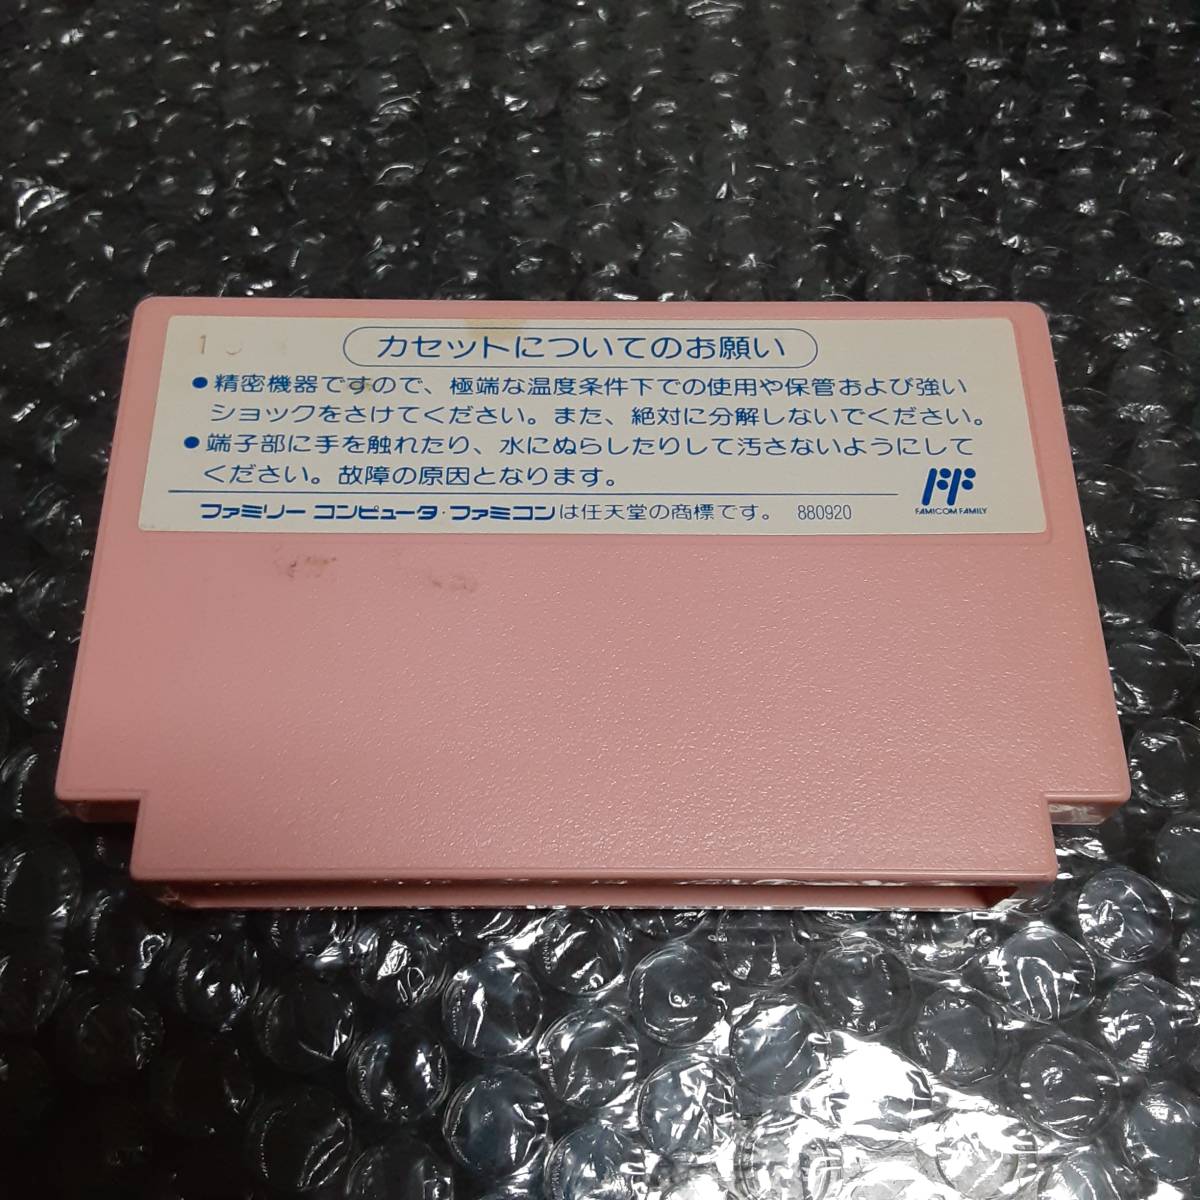 カセットについてのお願い
●精密機器ですので、極端な温度条件下での使用や保管および強い
ショックをさけてください。また、絶対に分解しないでください。
●端子部に手を触れたり、水にぬらしたりして汚さないようにして
ください。故障の原因となります。
ファミリー コンピュータ・ファミコンは任天堂の商標です。 880920
FAMICOM FAMILY